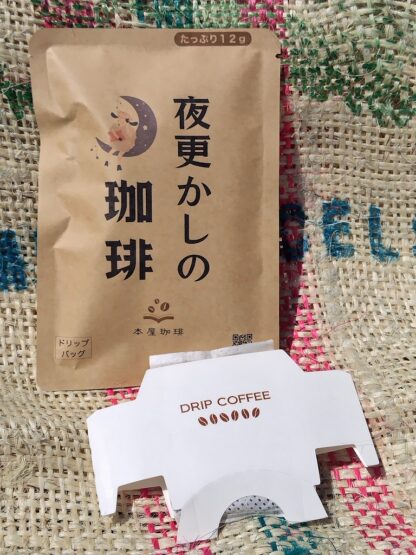 たっぷり12g
夜更かしの
珈琲
本屋珈琲
ドリップ
バッグ
DRIP COFFEE